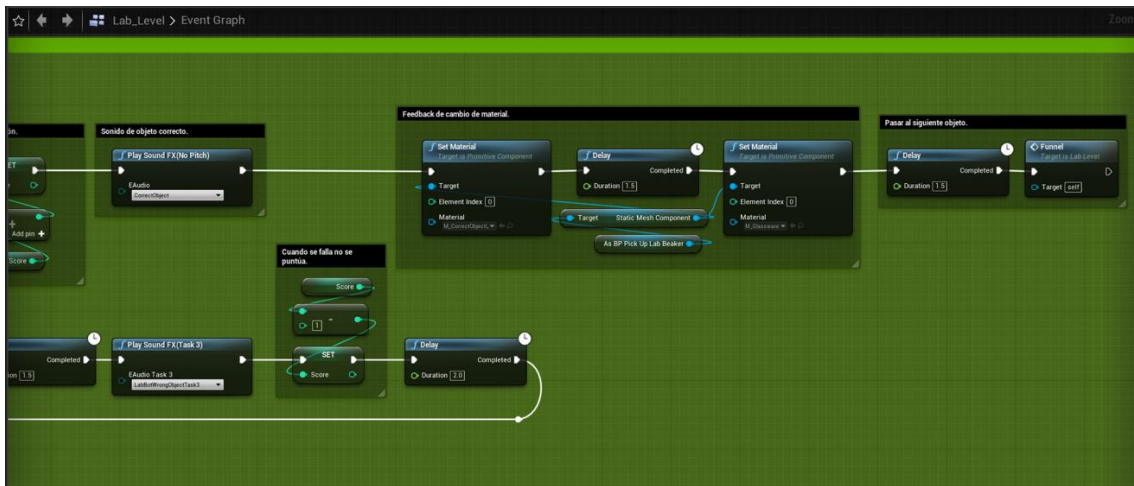 Lab_Level > Event Graph
Zoom
ón.
SET
Add pin
Score
Sonido de objeto correcto.
Play Sound FX(No Pitch)
EAudio
CorrectObject
Feedback de cambio de material.
Set Material
Target is Primitive Component
Target
Element Index 0
Material
M_CorrectObject
Delay
Completed
Duration 1.5
Target Static Mesh Component
As BP Pick Up Lab Beaker
Set Material
Target is Primitive Component
Target
Element Index 0
Material
M_Glassware
Pasar al siguiente objeto.
Delay
Completed
Duration 1.5
Funnel
Target is Lab Level
Target self
Completed
1.5
Play Sound FX(Task 3)
EAudio Task 3
LabBotWrongObjectTask3
Cuando se falla no se
puntúa.
Score
1 -
SET
Score
Delay
Completed
Duration 2.0